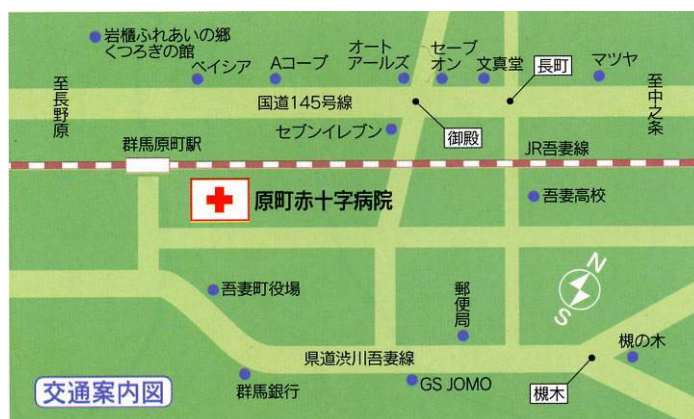 岩櫃ふれあいの郷
くつろぎの館
ベイシア
Aコープ
オート
アールズ
セーブ
オン
文真堂
長町
マツヤ
至長野原
至中之条
国道145号線
セブンイレブン
御殿
群馬原町駅
JR吾妻線
原町赤十字病院
吾妻高校
吾妻町役場
郵便局
N
S
県道渋川吾妻線
槻の木
群馬銀行
GS JOMO
槻木
交通案内図